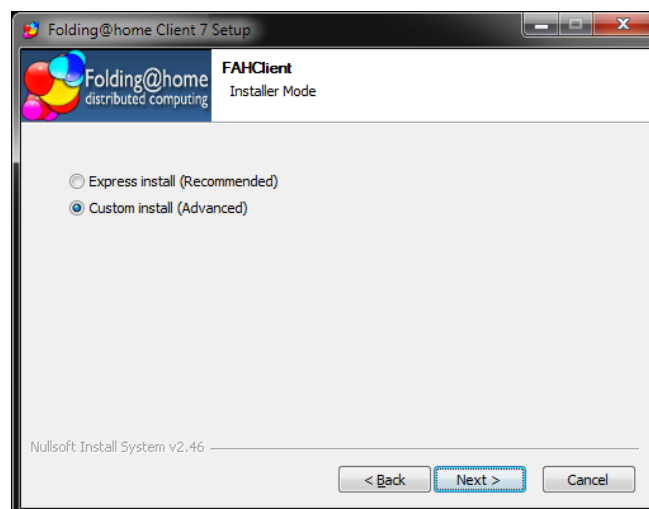 Folding@home Client 7 Setup
Folding@home
distributed computing
FAHClient
Installer Mode
Express install (Recommended)
Custom install (Advanced)
Nullsoft Install System v2.46
< Back
Next >
Cancel